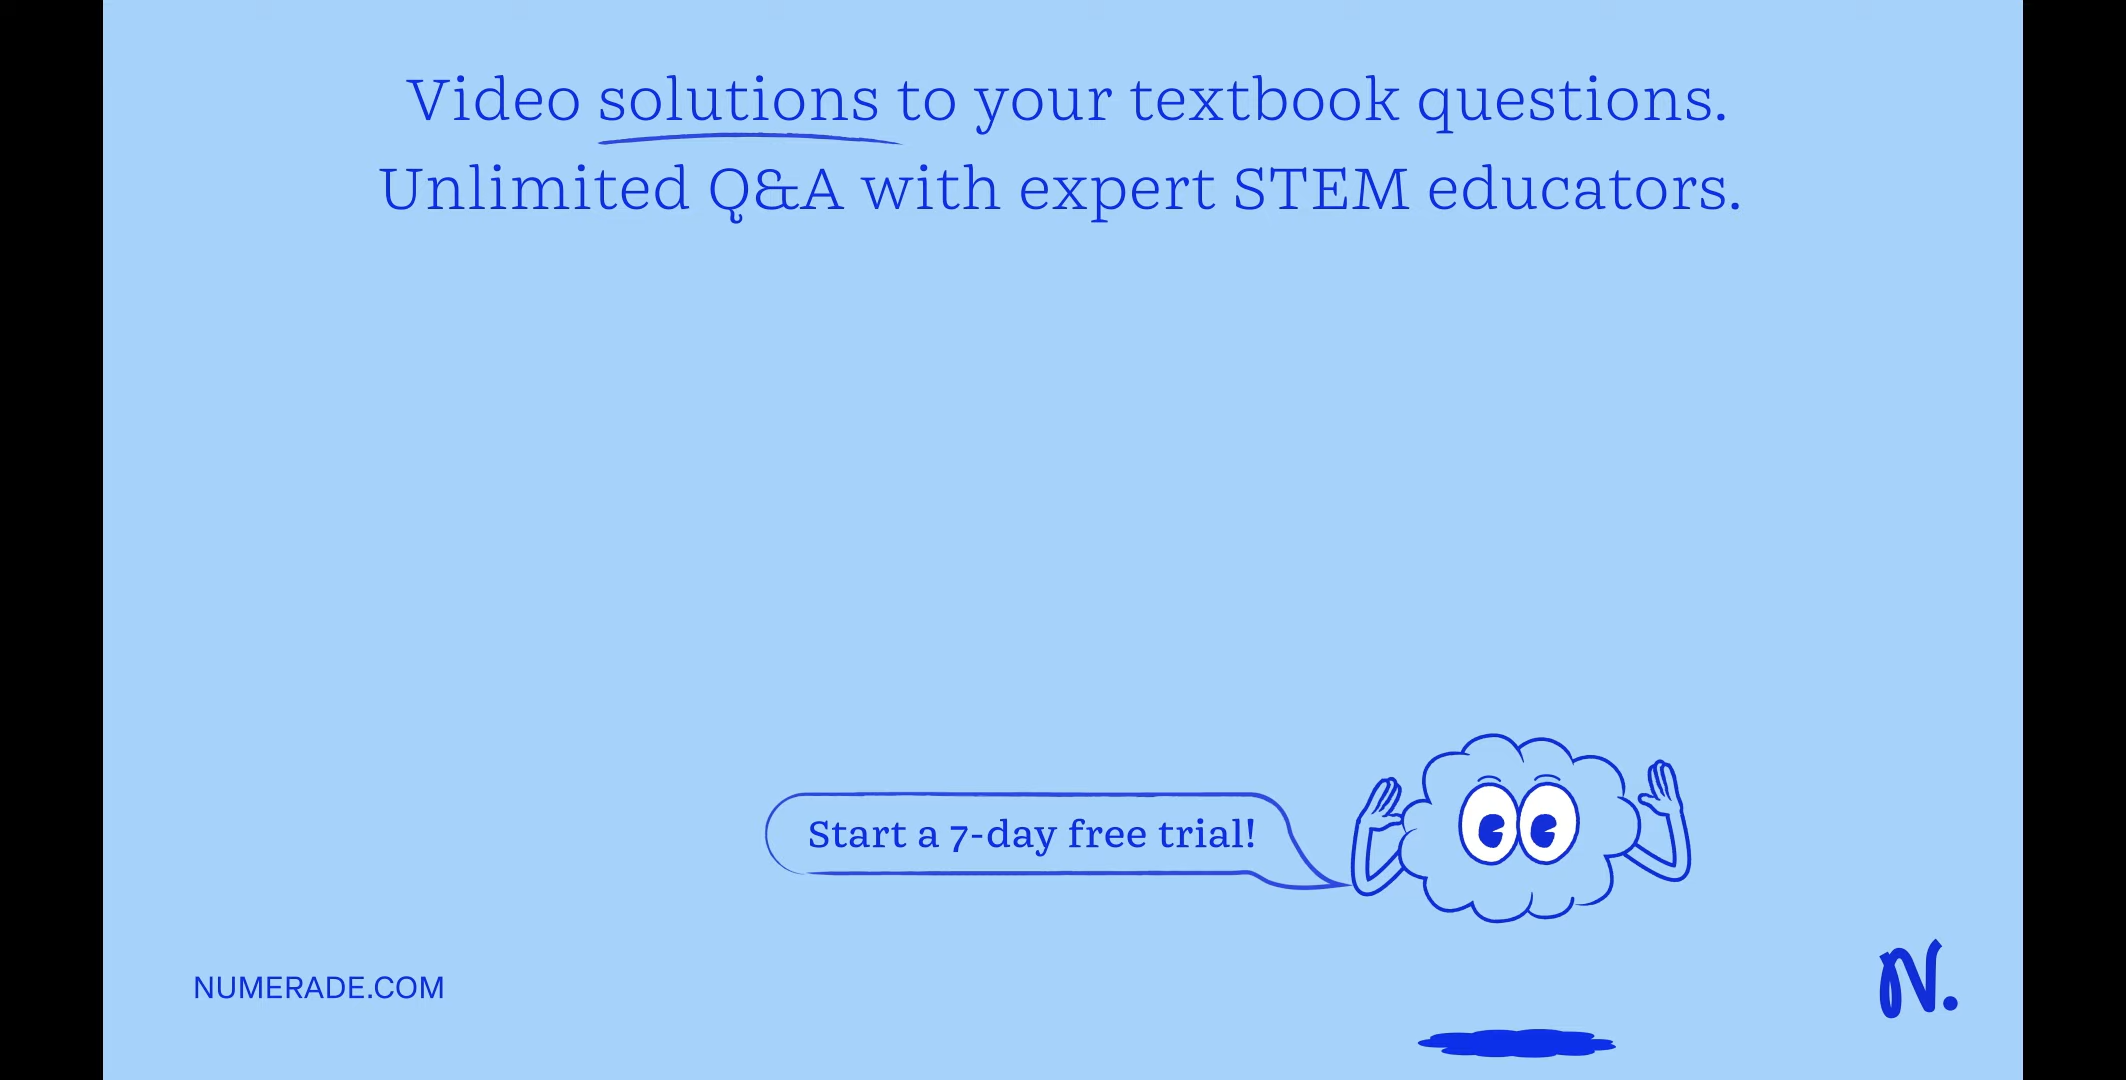 Video solutions to your textbook questions.
Unlimited Q&A with expert STEM educators.
Start a 7-day free trial!
NUMERADE.COM
N.